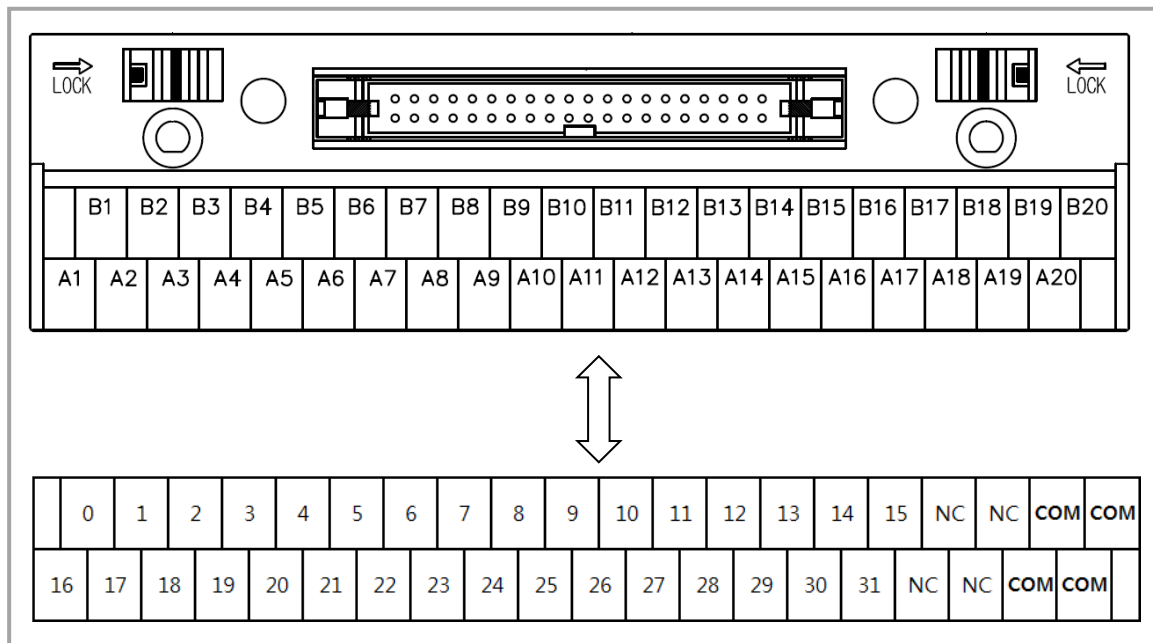 LOCK LOCK
B1 B2 B3 B4 B5 B6 B7 B8 B9 B10 B11 B12 B13 B14 B15 B16 B17 B18 B19 B20
A1 A2 A3 A4 A5 A6 A7 A8 A9 A10 A11 A12 A13 A14 A15 A16 A17 A18 A19 A20
0 1 2 3 4 5 6 7 8 9 10 11 12 13 14 15 NC NC COM COM
16 17 18 19 20 21 22 23 24 25 26 27 28 29 30 31 NC NC COM COM